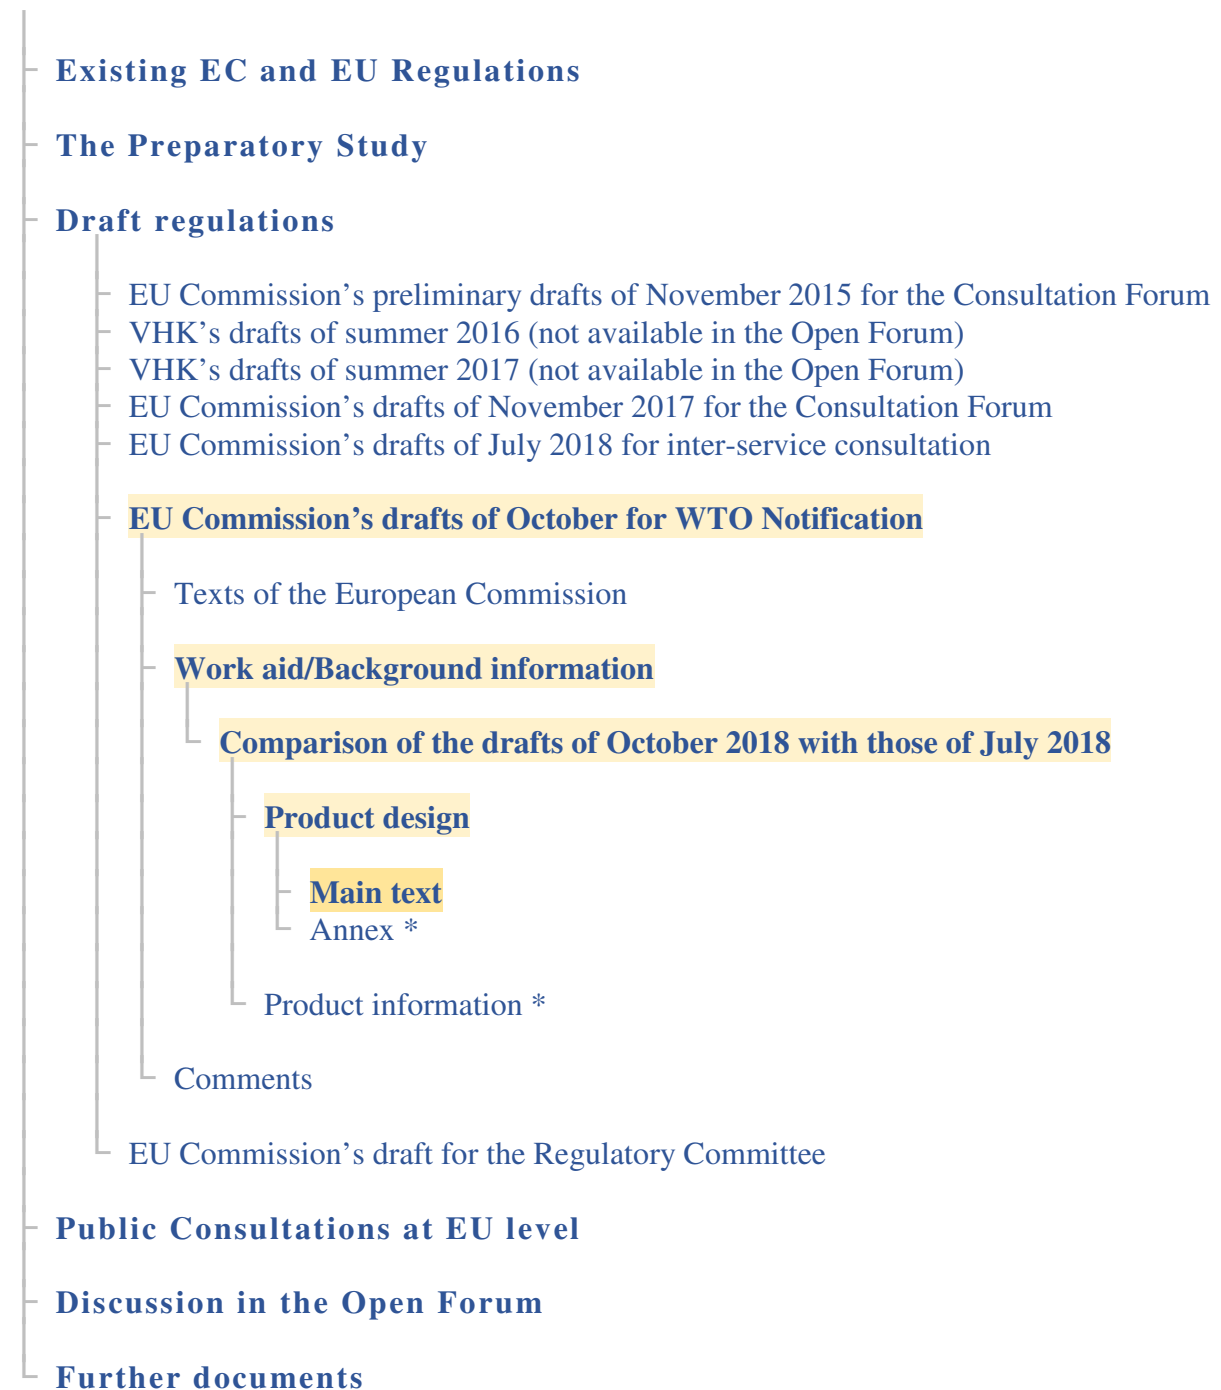 Existing EC and EU Regulations
The Preparatory Study
Draft regulations
EU Commission’s preliminary drafts of November 2015 for the Consultation Forum
VHK’s drafts of summer 2016 (not available in the Open Forum)
VHK’s drafts of summer 2017 (not available in the Open Forum)
EU Commission’s drafts of November 2017 for the Consultation Forum
EU Commission’s drafts of July 2018 for inter-service consultation
EU Commission’s drafts of October for WTO Notification
Texts of the European Commission
Work aid/Background information
Comparison of the drafts of October 2018 with those of July 2018
Product design
Main text
Annex *
Product information *
Comments
EU Commission’s draft for the Regulatory Committee
Public Consultations at EU level
Discussion in the Open Forum
Further documents